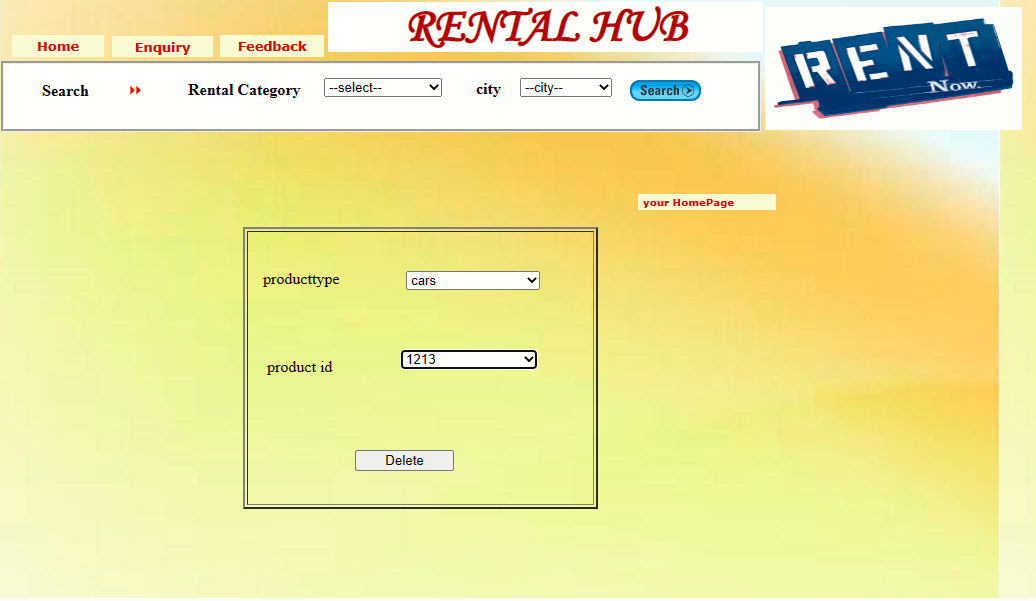 RENTAL HUB
Home Enquiry Feedback
RENT
Now.
Search Rental Category --select-- city --city-- Search
your HomePage
producttype cars
product id 1213
Delete